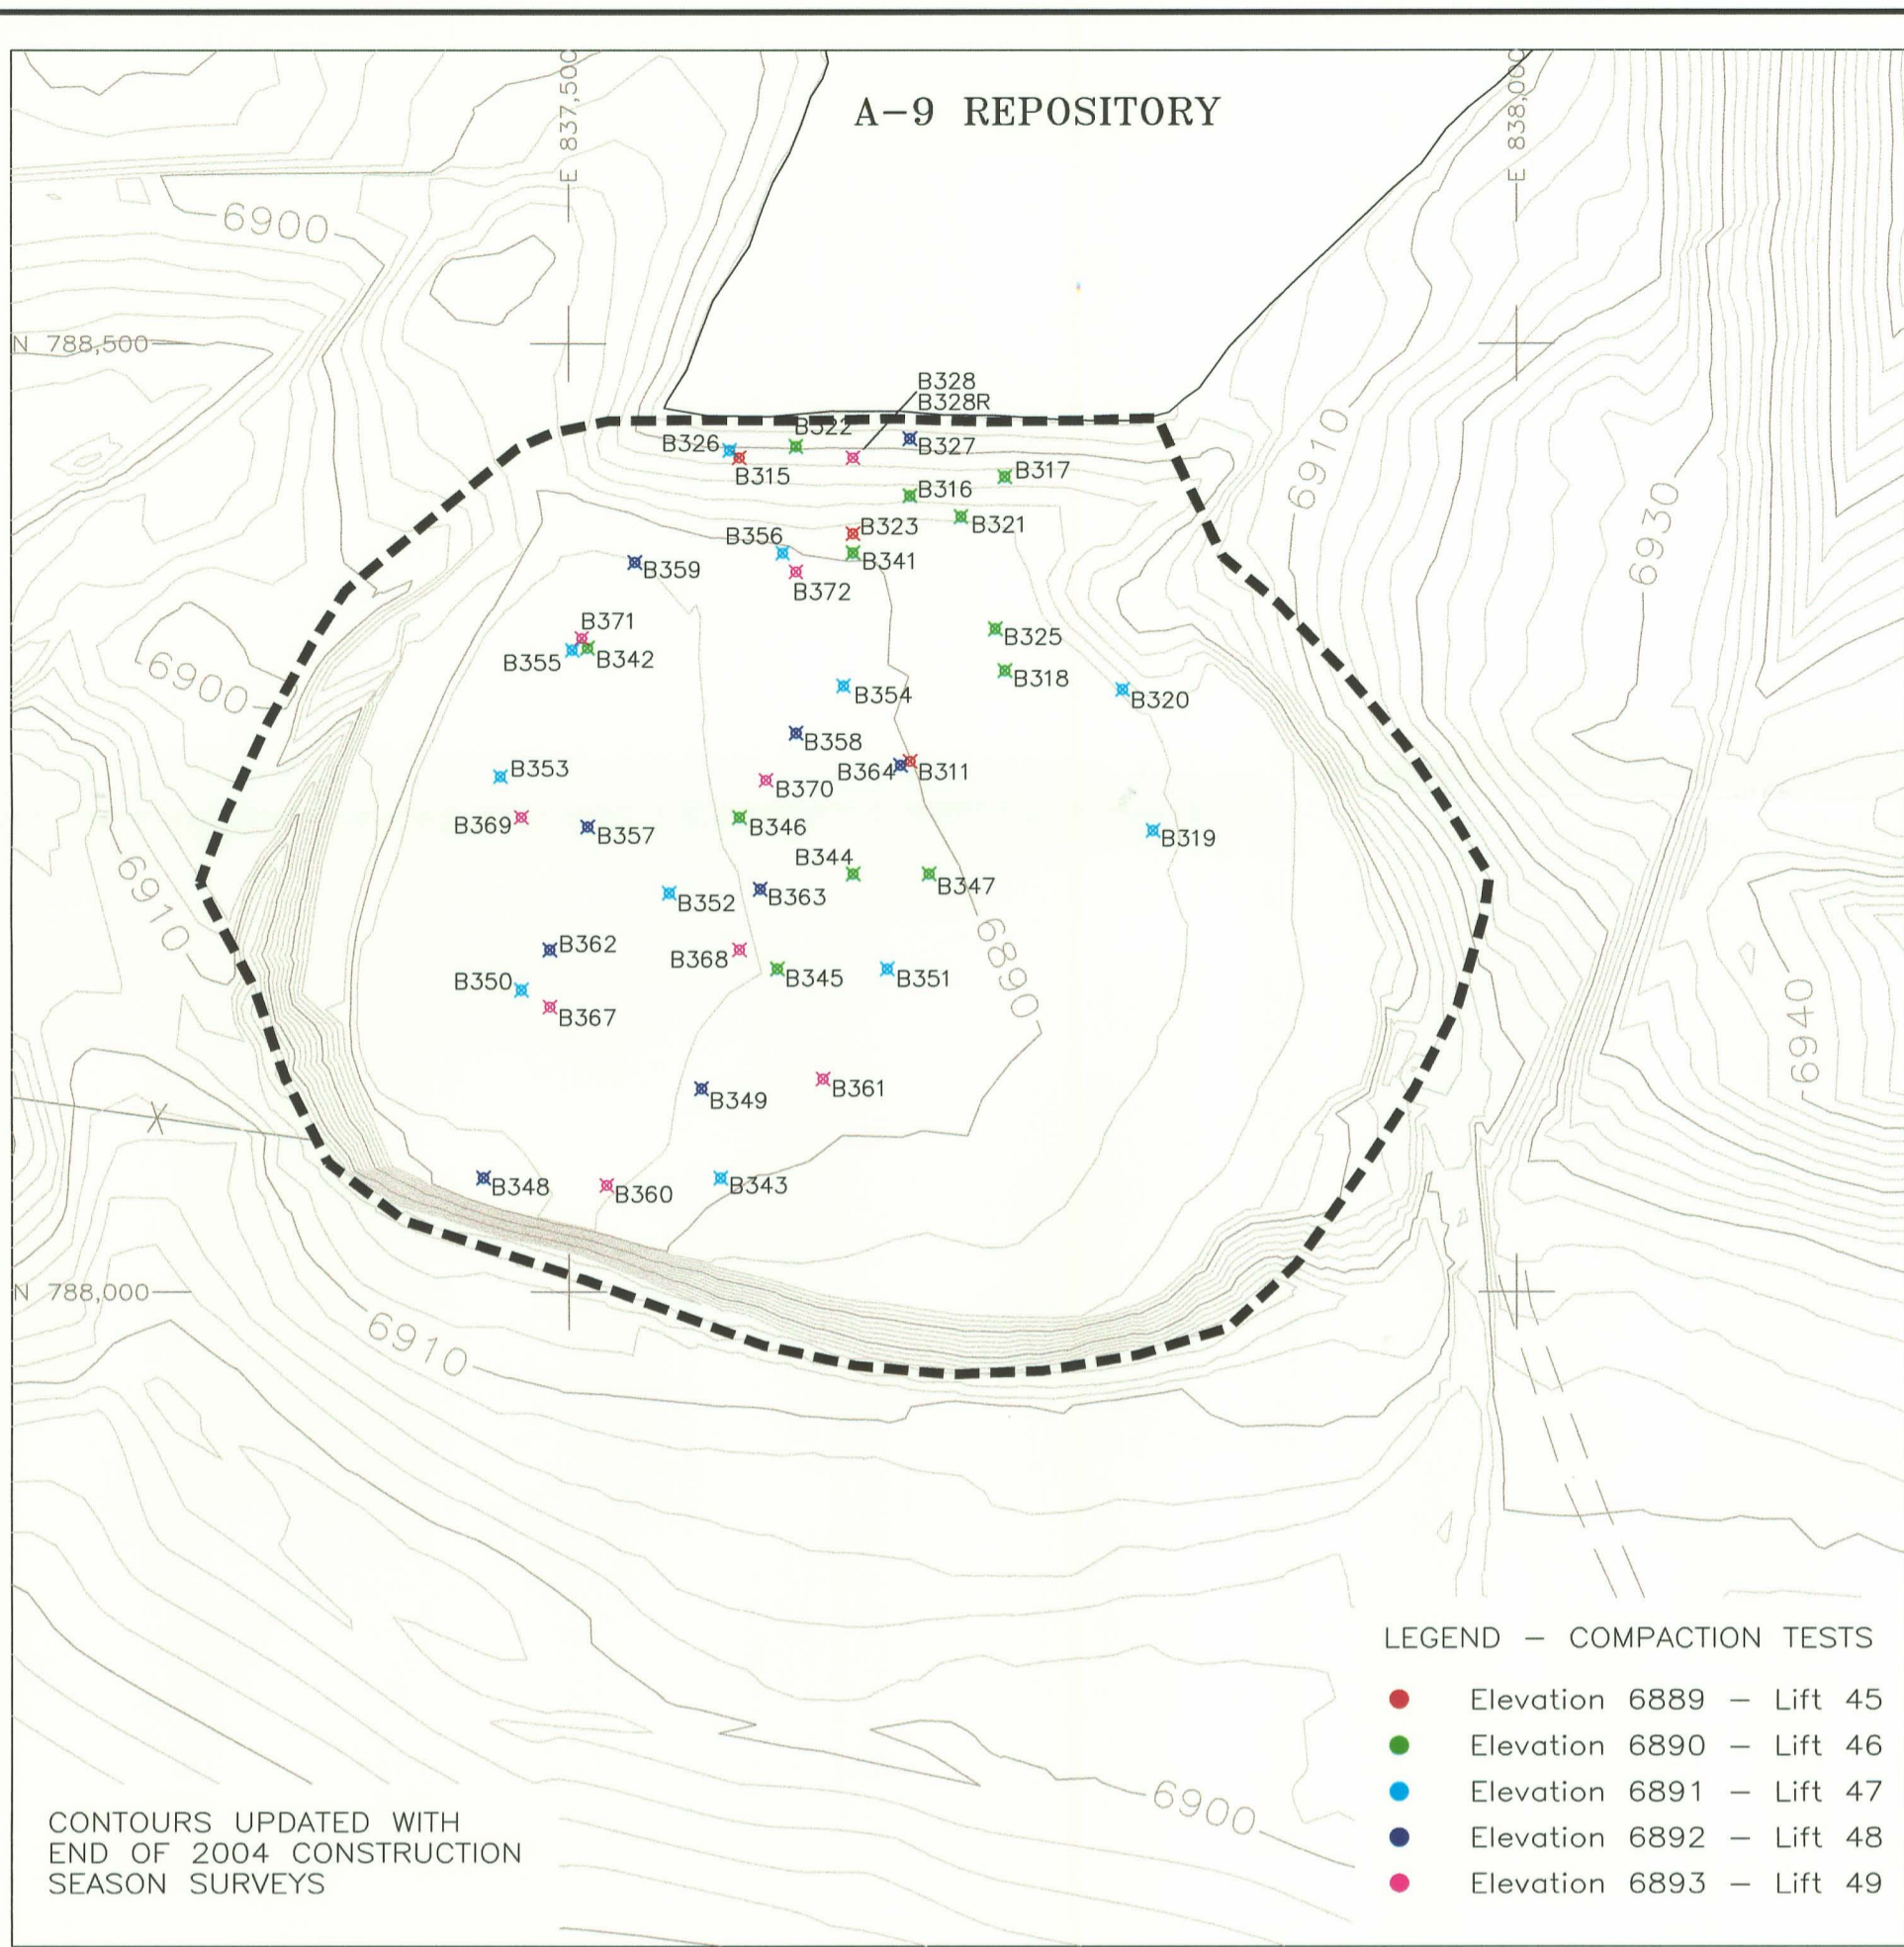 A-9 REPOSITORY
E 837,500
E 838,000
6900
N 788,500
B328
B328R
B322
B326
B327
B315
B317
B316
B321
B323
B356
B341
B359
B372
6910
6930
B371
B355
B342
B325
B318
6900
B354
B320
B358
B364
B311
B353
B370
B369
B357
B346
B319
B344
B347
B352
B363
6910
B362
B368
B345
B351
6890
B350
B367
6940
B349
B361
B348
B360
B343
N 788,000
6910
6900
LEGEND - COMPACTION TESTS
Elevation 6889 - Lift 45
Elevation 6890 - Lift 46
Elevation 6891 - Lift 47
Elevation 6892 - Lift 48
Elevation 6893 - Lift 49
CONTOURS UPDATED WITH
END OF 2004 CONSTRUCTION
SEASON SURVEYS